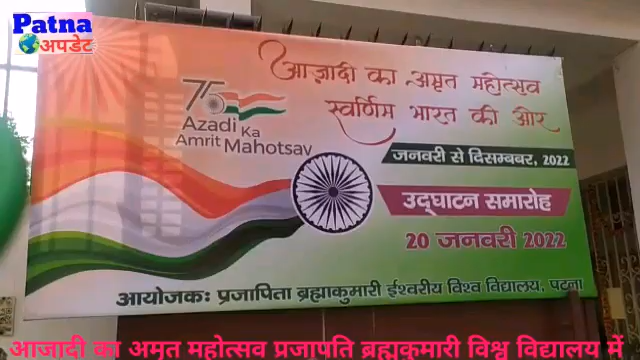 Patna
अपडेट
आज़ादी का अमृत महोत्सव
स्वर्णिम भारत की ओर
75
Azadi Ka
Amrit Mahotsav
जनवरी से दिसम्बबर, 2022
उद्घाटन समारोह
20 जनवरी 2022
आयोजकः प्रजापिता ब्रह्माकुमारी ईश्वरीय विश्व विद्यालय, पटना
आजादी का अमृत महोत्सव प्रजापति ब्रह्मकुमारी विश्व विद्यालय में